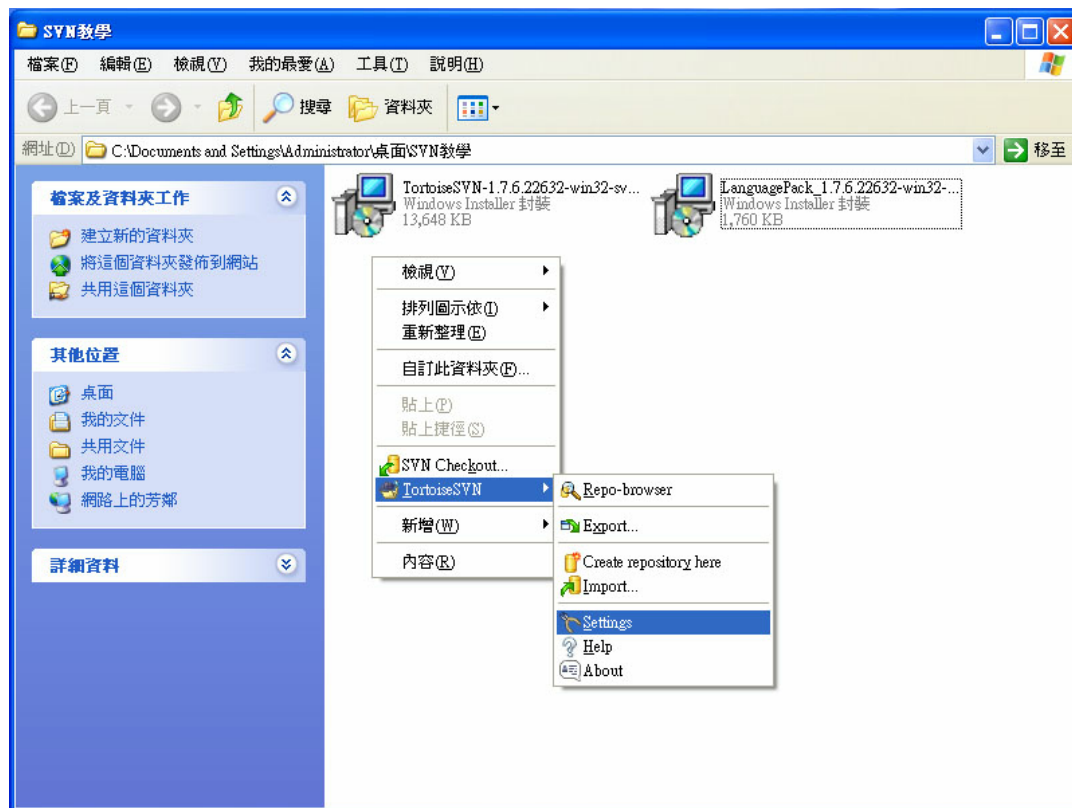 SVN教學
檔案(F) 編輯(E) 檢視(V) 我的最愛(A) 工具(T) 說明(H)
上一頁 搜尋 資料夾
網址(D) C:\Documents and Settings\Administrator\桌面\SVN教學 移至
檔案及資料夾工作
建立新的資料夾
將這個資料夾發佈到網站
共用這個資料夾
其他位置
桌面
我的文件
共用文件
我的電腦
網路上的芳鄰
詳細資料
TortoiseSVN-1.7.6.22632-win32-sv...
Windows Installer 封裝
13,648 KB
LanguagePack_1.7.6.22632-win32-...
Windows Installer 封裝
1,760 KB
檢視(V)
排列圖示依(I)
重新整理(E)
自訂此資料夾(F)...
貼上(P)
貼上捷徑(S)
SVN Checkout...
TortoiseSVN
新增(W)
內容(R)
Repo-browser
Export...
Create repository here
Import...
Settings
Help
About